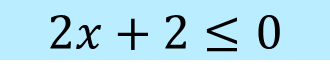 2x + 2 ≤ 0